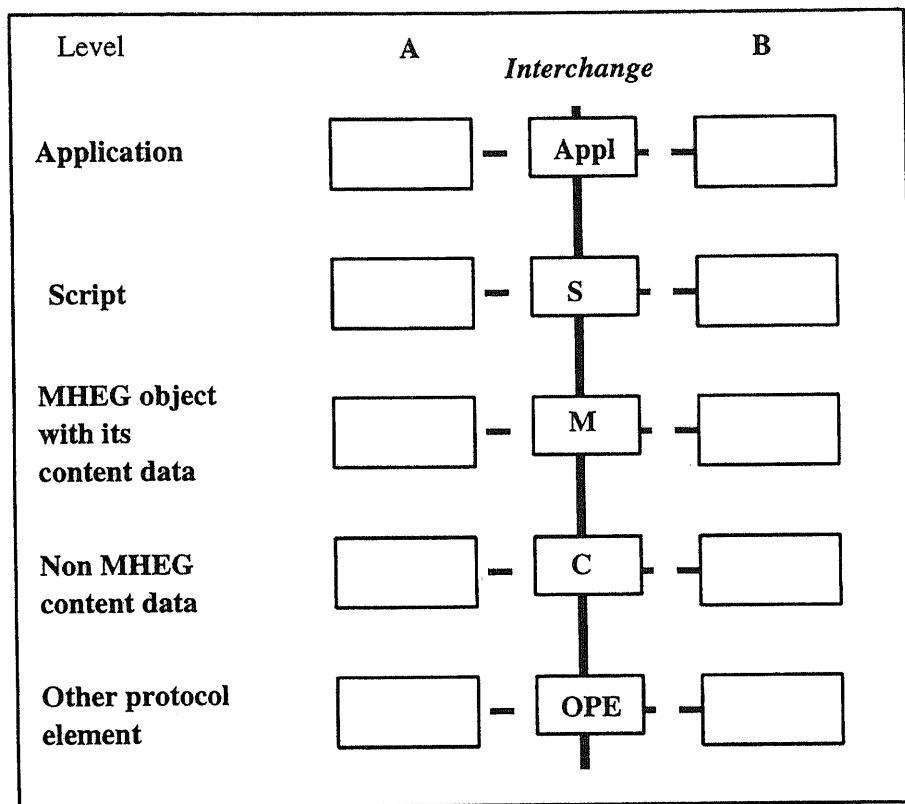 Level A B
Interchange
Application Appl
Script S
MHEG object
with its M
content data
Non MHEG C
content data
Other protocol OPE
element